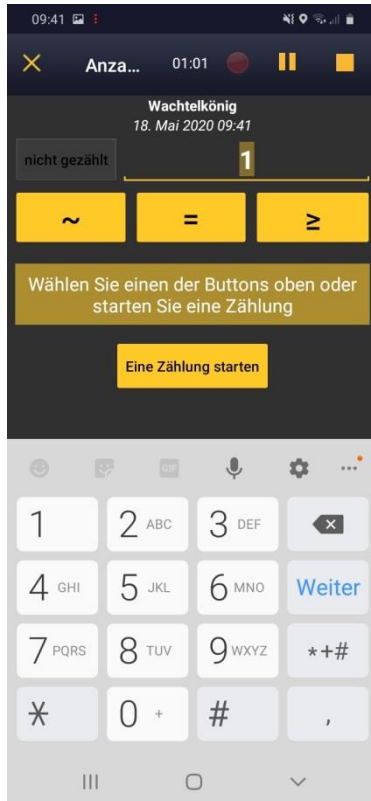 09:41
Anza... 01:01
Wachtelkönig
18. Mai 2020 09:41
nicht gezählt 1
~ = ≥
Wählen Sie einen der Buttons oben oder
starten Sie eine Zählung
Eine Zählung starten
GIF
1 2 ABC 3 DEF
4 GHI 5 JKL 6 MNO Weiter
7 PQRS 8 TUV 9 WXYZ *+#
* 0 + # ,